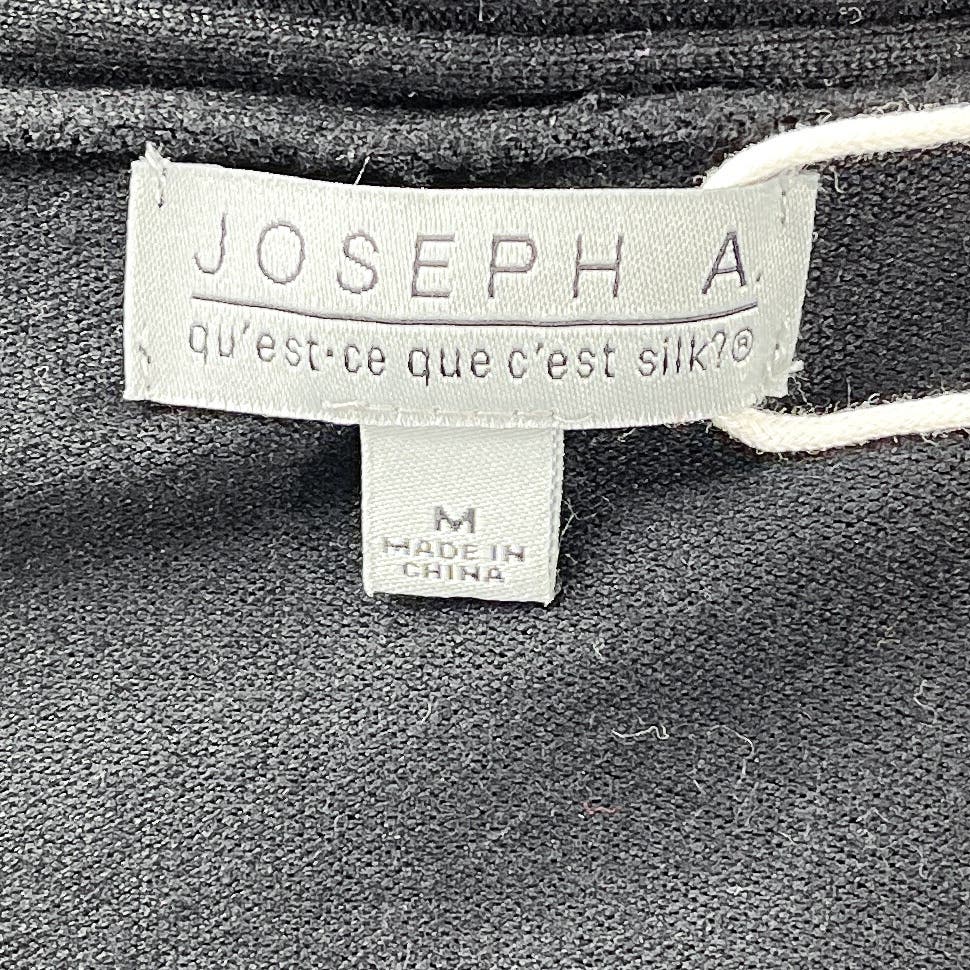 JOSEPH A.
qu'est·ce que c'est silk?®
M
MADE IN
CHINA